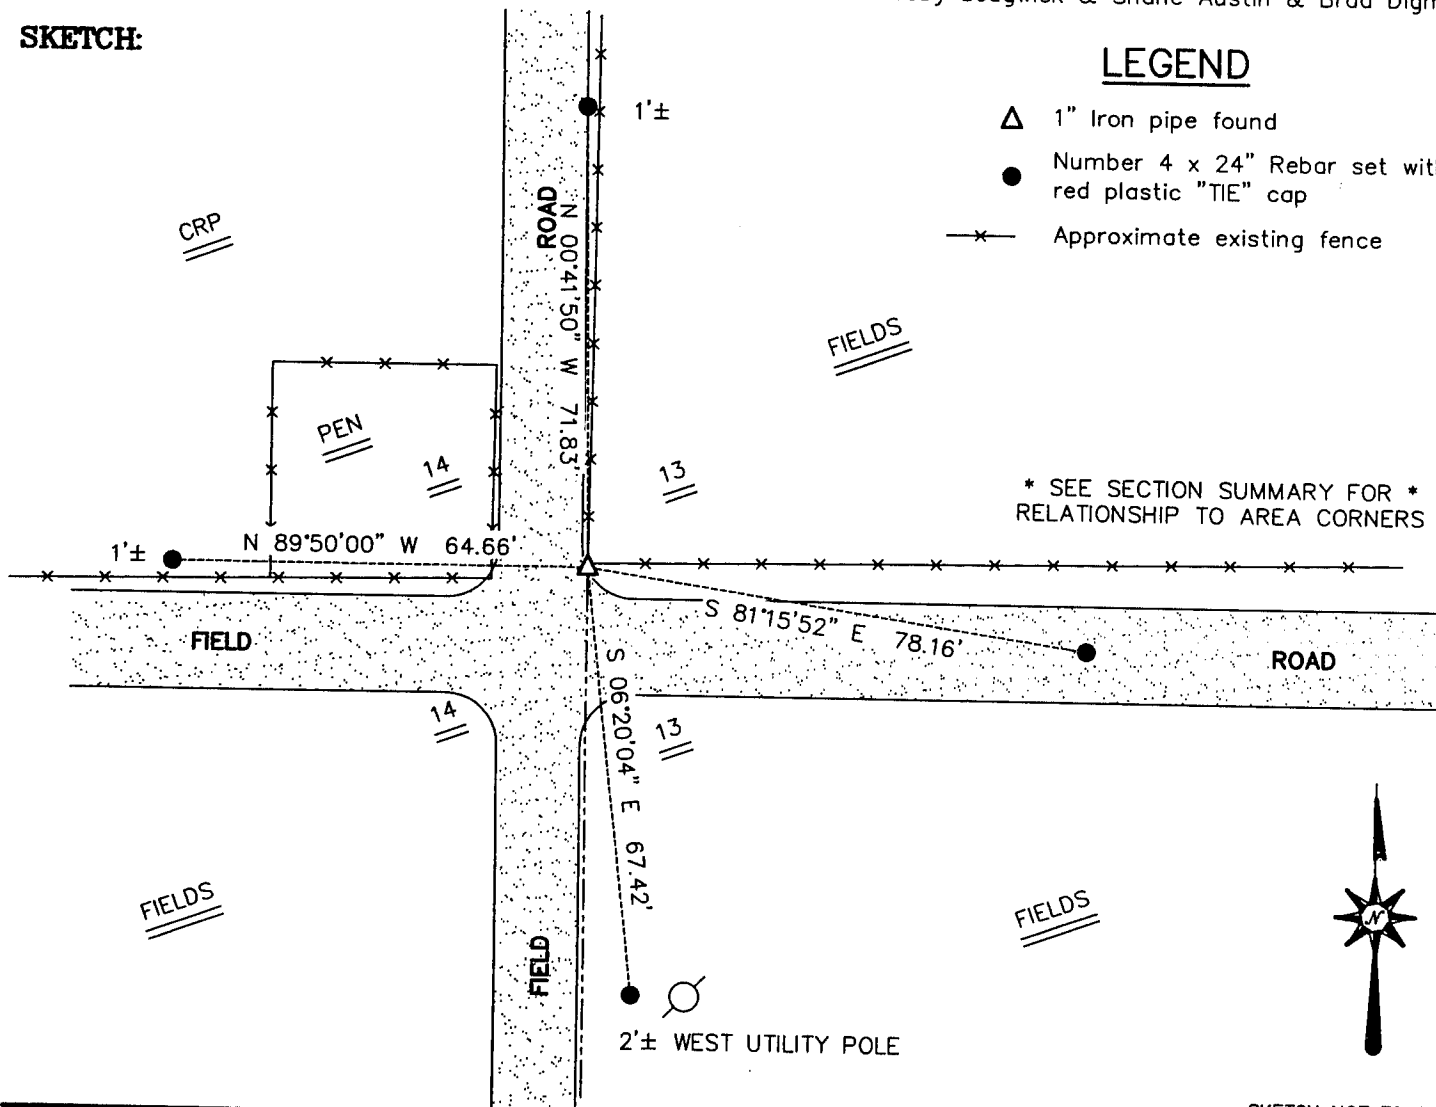 SKETCH:
& Shane Austin & Brad
LEGEND
1'±
1" Iron pipe found
Number 4 x 24" Rebar set
red plastic "TIE" cap
Approximate existing fence
CRP
ROAD
N 00°41'50" W 71.83'
FIELDS
PEN
14
13
* SEE SECTION SUMMARY FOR *
RELATIONSHIP TO AREA CORNERS
1'±
N 89°50'00" W 64.66'
S 81°15'52" E 78.16'
FIELD
ROAD
S 06°20'04" E 67.42'
14
13
FIELDS
FIELD
FIELDS
N
2'± WEST UTILITY POLE